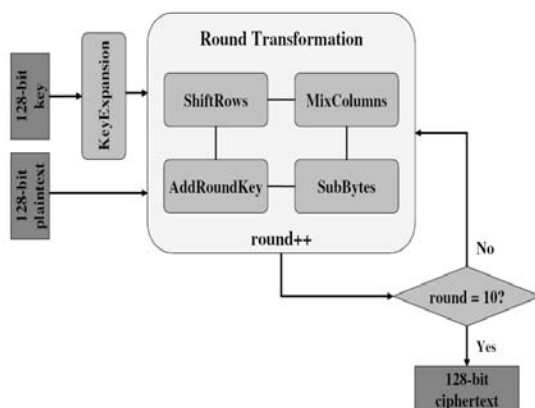 Round Transformation
128-bit
key
KeyExpansion
ShiftRows
MixColumns
128-bit
plaintext
AddRoundKey
SubBytes
round++
No
round = 10?
Yes
128-bit
ciphertext